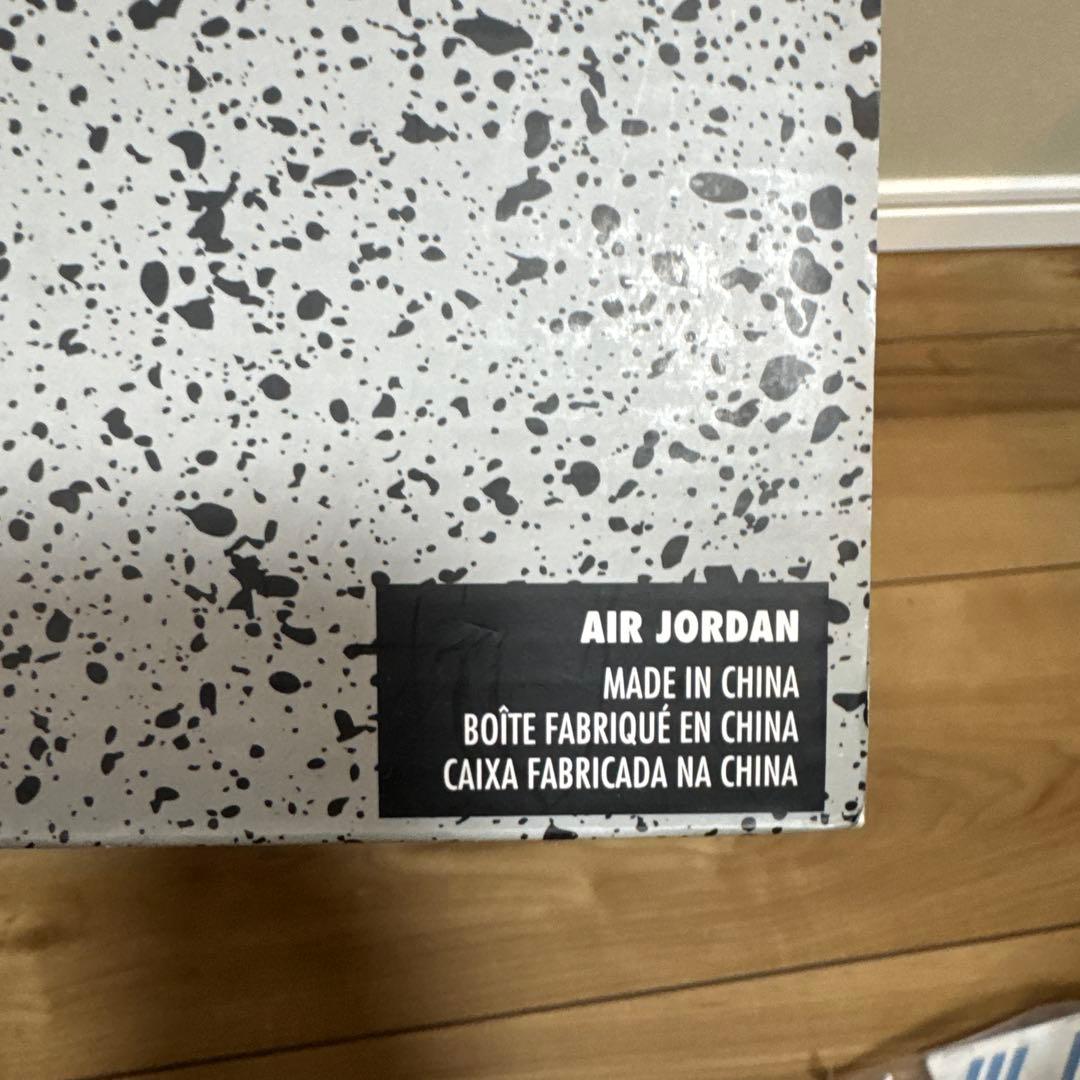 AIR JORDAN
MADE IN CHINA
BOÎTE FABRIQUÉ EN CHINA
CAIXA FABRICADA NA CHINA